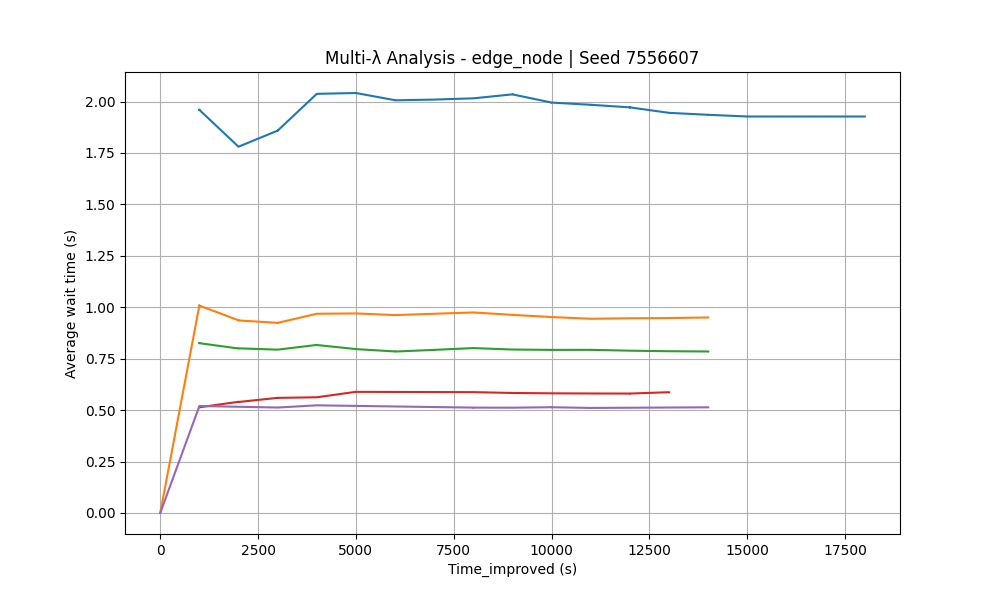 Multi-λ Analysis - edge_node | Seed 7556607
Average wait time (s)
2.00
1.75
1.50
1.25
1.00
0.75
0.50
0.25
0.00
0 2500 5000 7500 10000 12500 15000 17500
Time_improved (s)